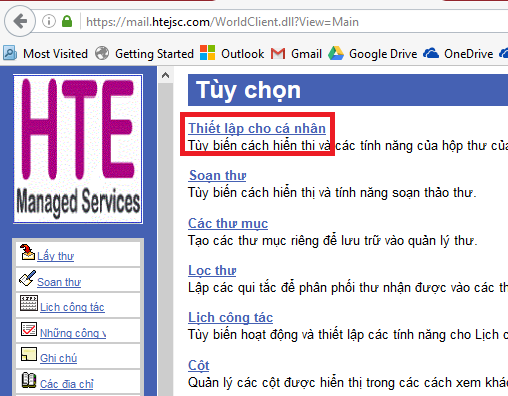 https://mail.htejsc.com/WorldClient.dll?View=Main
Most Visited Getting Started Outlook Gmail Google Drive OneDrive
HTE
Managed Services
Lấy thư
Soạn thư
Lịch công tác
Những công v
Ghi chú
Các địa chỉ
Tùy chọn
Thiết lập cho cá nhân
Tùy biến cách hiển thị và các tính năng của hộp thư củ
Soạn thư
Tùy biến cách hiển thị và tính năng soạn thảo thư.
Các thư mục
Tạo các thư mục riêng để lưu trữ vào quản lý thư.
Lọc thư
Lập các qui tắc để phân phối thư nhận được vào các th
Lịch công tác
Tùy biến hoạt động và thiết lập các tính năng cho Lịch c
Cột
Quản lý các cột được hiển thị trong các cách xem khá